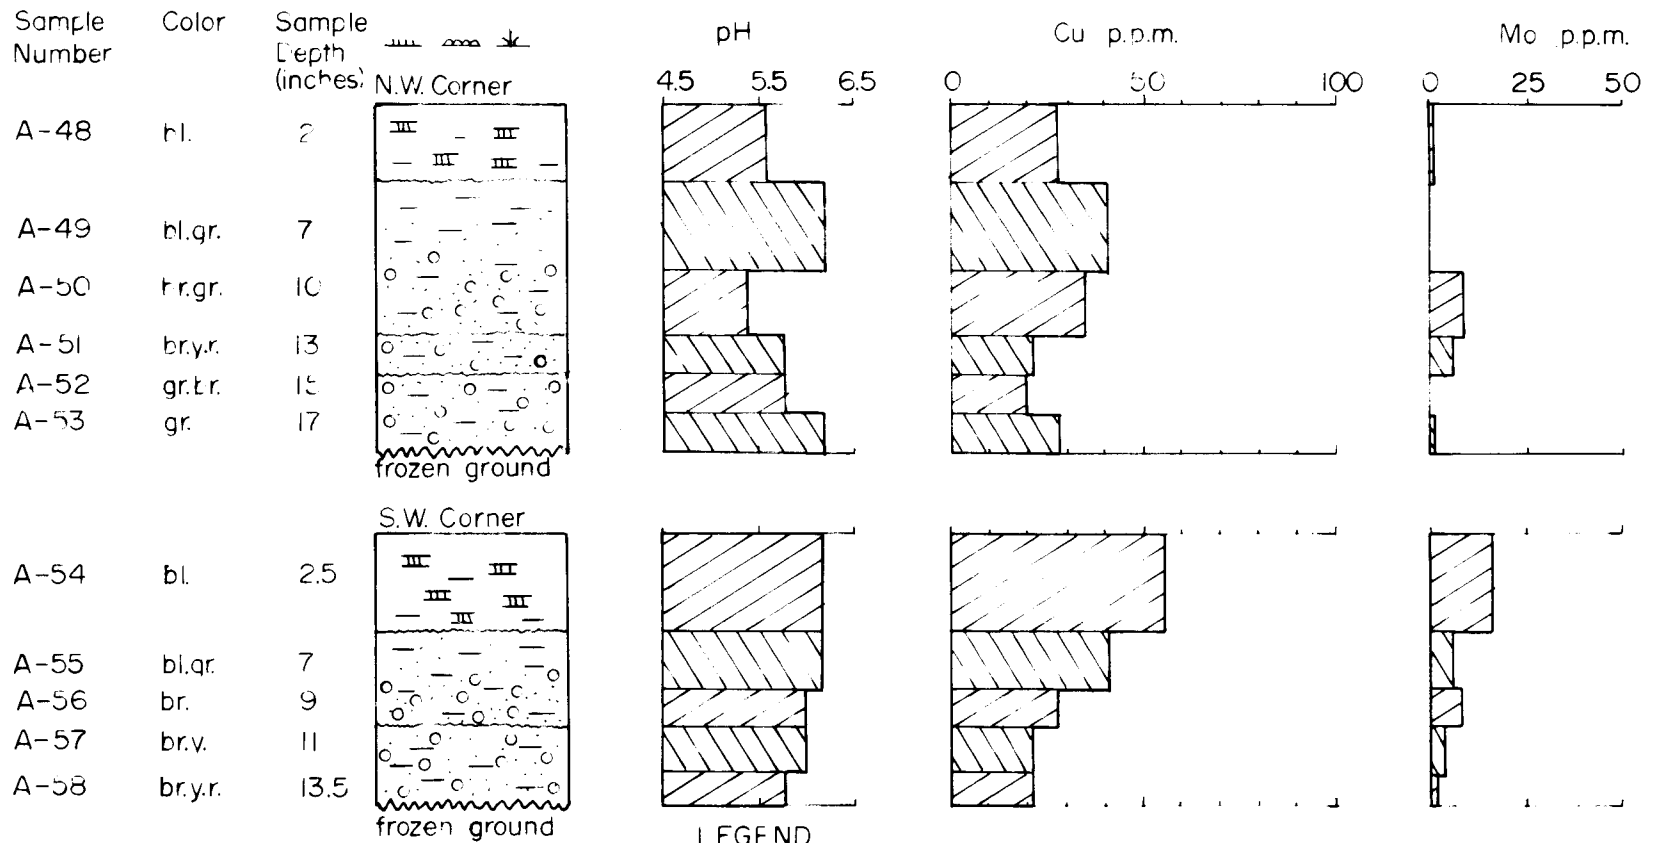 Sample Number Color Sample Depth (inches) pH Cu p.p.m. Mo p.p.m.
N.W. Corner 4.5 5.5 6.5 0 50 100 0 25 50
A-48 bl. 2
A-49 bl.gr. 7
A-50 br.gr. 10
A-51 br.y.r. 13
A-52 gr.br. 15
A-53 gr. 17
frozen ground
S.W. Corner
A-54 bl. 2.5
A-55 bl.gr. 7
A-56 br. 9
A-57 br.v. 11
A-58 br.y.r. 13.5
frozen ground
LEGEND